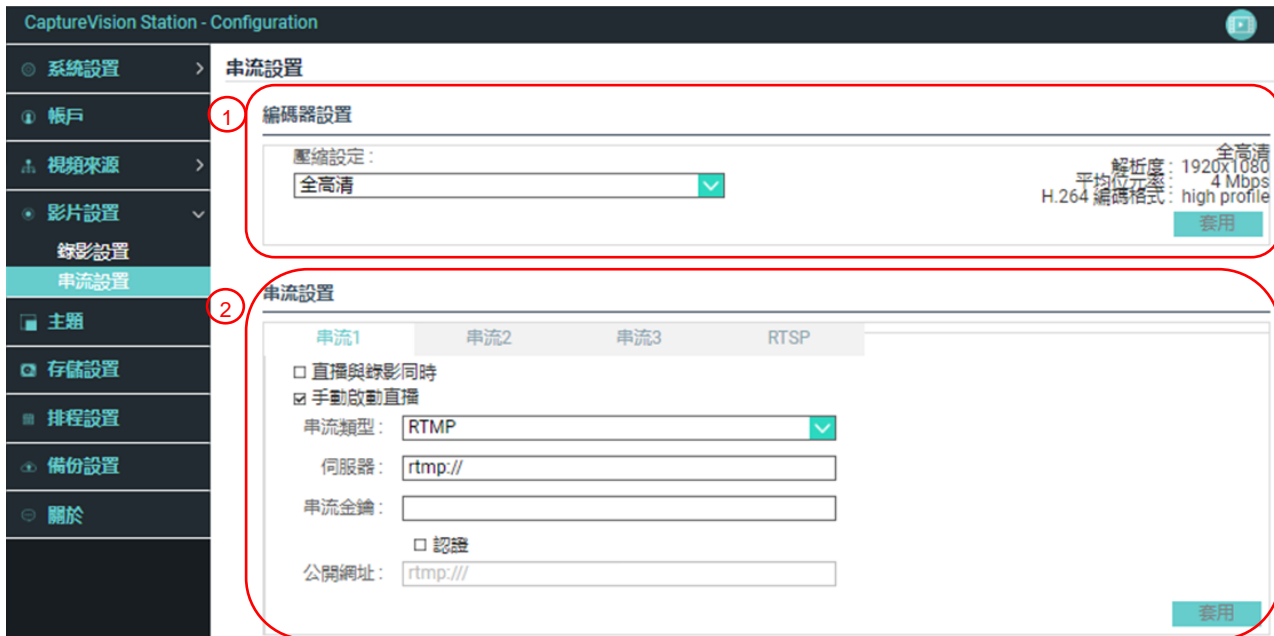 CaptureVision Station - Configuration
系統設置
帳戶
視頻來源
影片設置
錄影設置
串流設置
主題
存儲設置
排程設置
備份設置
關於
串流設置
1
編碼器設置
壓縮設定 :
全高清
全高清
解析度 : 1920x1080
平均位元率 : 4 Mbps
H.264 編碼格式 : high profile
套用
2
串流設置
串流1 串流2 串流3 RTSP
直播與錄影同時
手動啟動直播
串流類型 : RTMP
伺服器 : rtmp://
串流金鑰 :
認證
公開網址 : rtmp:///
套用